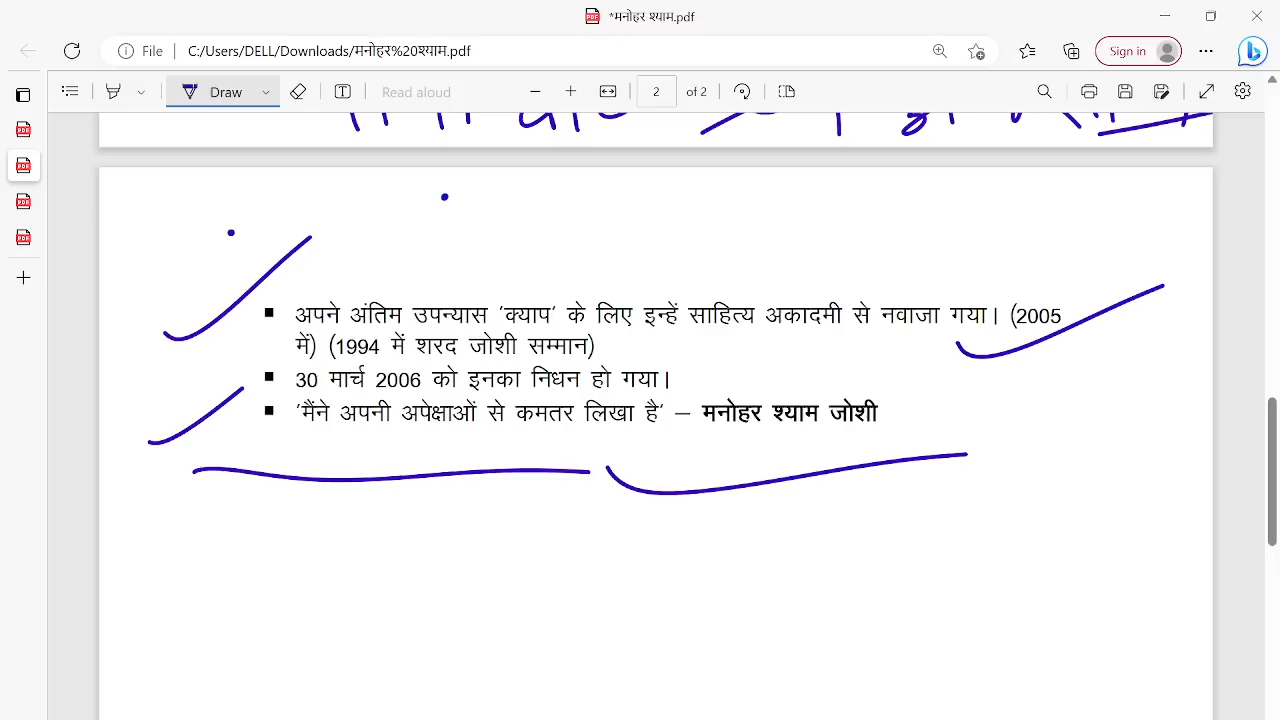 *मनोहर श्याम.pdf
File C:/Users/DELL/Downloads/मनोहर%20श्याम.pdf Sign in
Draw Read aloud 2 of 2
अपने अंतिम उपन्यास 'क्याप' के लिए इन्हें साहित्य अकादमी से नवाजा गया। (2005
में) (1994 में शरद जोशी सम्मान)
30 मार्च 2006 को इनका निधन हो गया।
'मैंने अपनी अपेक्षाओं से कमतर लिखा है' – मनोहर श्याम जोशी